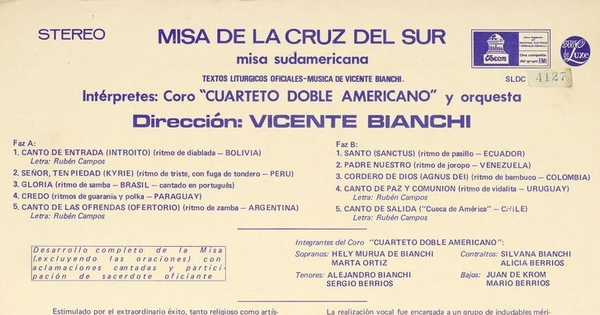 STEREO
MISA DE LA CRUZ DEL SUR
misa sudamericana
TEXTOS LITURGICOS OFICIALES-MUSICA DE VICENTE BIANCHI.
Odeon
Una compañía
del grupo EMI
SLDC 4127
Intérpretes: Coro "CUARTETO DOBLE AMERICANO" y orquesta
Dirección: VICENTE BIANCHI
Faz A:
1. CANTO DE ENTRADA (INTROITO) (ritmo de diablada — BOLIVIA)
Letra: Rubén Campos
2. SEÑOR, TEN PIEDAD (KYRIE) (ritmo de triste, con fuga de tondero — PERU)
3. GLORIA (ritmo de samba — BRASIL — cantado en portugués)
4. CREDO (ritmos de guarania y polka — PARAGUAY)
5. CANTO DE LAS OFRENDAS (OFERTORIO) (ritmo de zamba — ARGENTINA)
Letra: Rubén Campos
Faz B:
1. SANTO (SANCTUS) (ritmo de pasillo — ECUADOR)
2. PADRE NUESTRO (ritmo de joropo — VENEZUELA)
3. CORDERO DE DIOS (AGNUS DEI) (ritmo de bambuco — COLOMBIA)
4. CANTO DE PAZ Y COMUNION (ritmo de vidalita — URUGUAY)
Letra: Rubén Campos
5. CANTO DE SALIDA ("Cueca de América" — CHILE)
Letra: Rubén Campos
Desarrollo completo de la Misa
(excluyendo las oraciones) con
aclamaciones cantadas y partici-
pación de sacerdote oficiante
Integrantes del Coro "CUARTETO DOBLE AMERICANO":
Sopranos: HELY MURUA DE BIANCHI
MARTA ORTIZ
Contraltos: SILVANA BIANCHI
ALICIA BERRIOS
Tenores: ALEJANDRO BIANCHI
SERGIO BERRIOS
Bajos: JUAN DE KROM
MARIO BERRIOS
Estimulado por el extraordinario éxito, tanto religioso como artís-
La realización vocal fue encargada a un grupo de indudables méri-